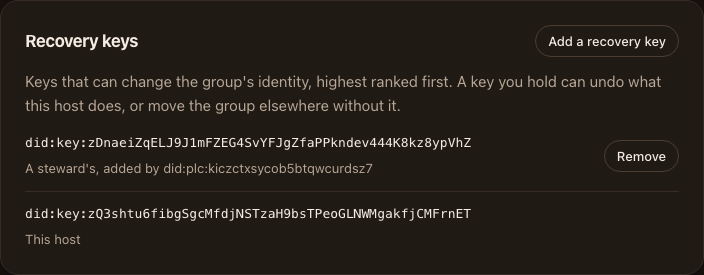 Recovery keys
Add a recovery key
Keys that can change the group's identity, highest ranked first. A key you hold can undo what
this host does, or move the group elsewhere without it.
did:key:zDnaeiZqELJ9J1mFZEG4SvYFJgZfaPPkndev444K8kz8ypVhZ
A steward's, added by did:plc:kiczctxsycob5btqwcurdsz7
Remove
did:key:zQ3shtu6fibgSgcMfdjNSTzaH9bsTPeoGLNWMgakfjCMFrnET
This host